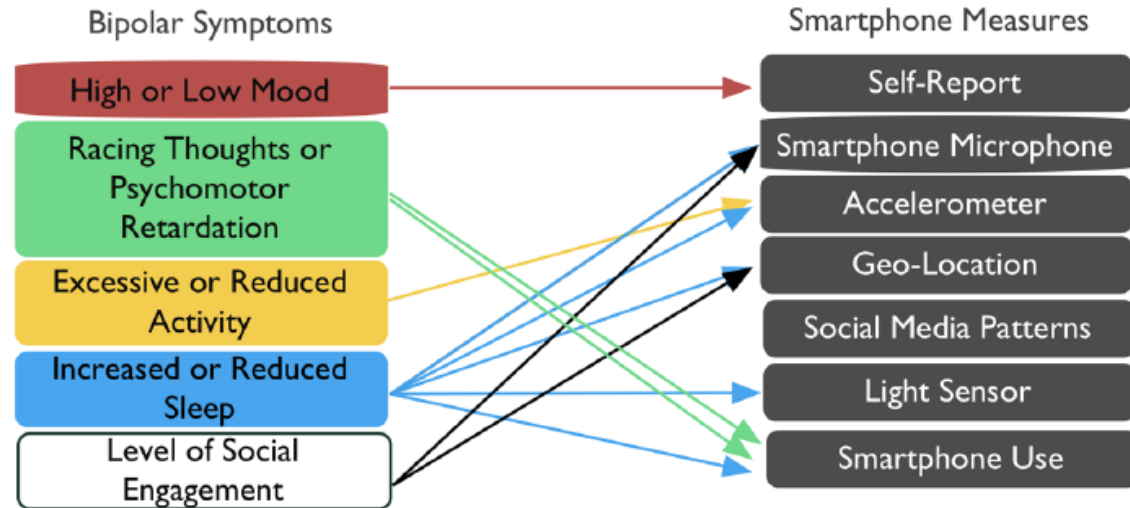 Bipolar Symptoms
High or Low Mood
Racing Thoughts or
Psychomotor
Retardation
Excessive or Reduced
Activity
Increased or Reduced
Sleep
Level of Social
Engagement
Smartphone Measures
Self-Report
Smartphone Microphone
Accelerometer
Geo-Location
Social Media Patterns
Light Sensor
Smartphone Use